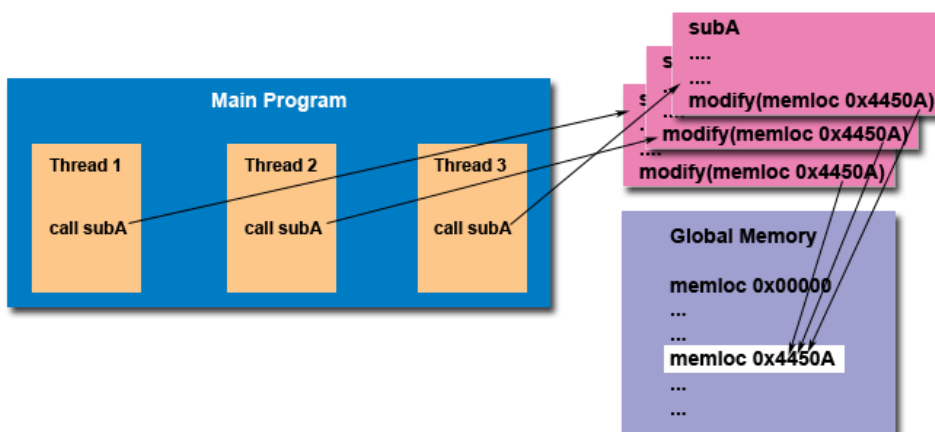 Main Program
Thread 1
call subA
Thread 2
call subA
Thread 3
call subA
subA
....
....
modify(memloc 0x4450A)
s
.
....
modify(memloc 0x4450A)
s
.
....
modify(memloc 0x4450A)
Global Memory
memloc 0x00000
...
...
memloc 0x4450A
...
...